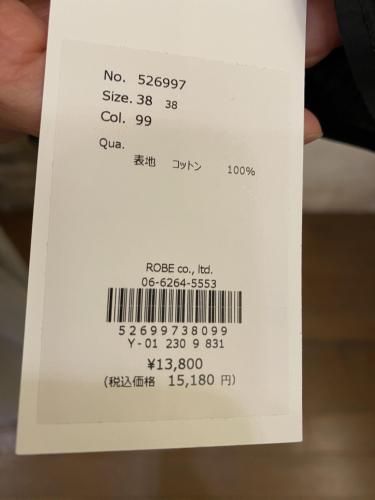 No. 526997
Size. 38 38
Col. 99
Qua.
表地 コットン 100%
ROBE co., ltd.
06-6264-5553
52699738099
Y-01 230 9 831
¥13,800
(税込価格 15,180 円)